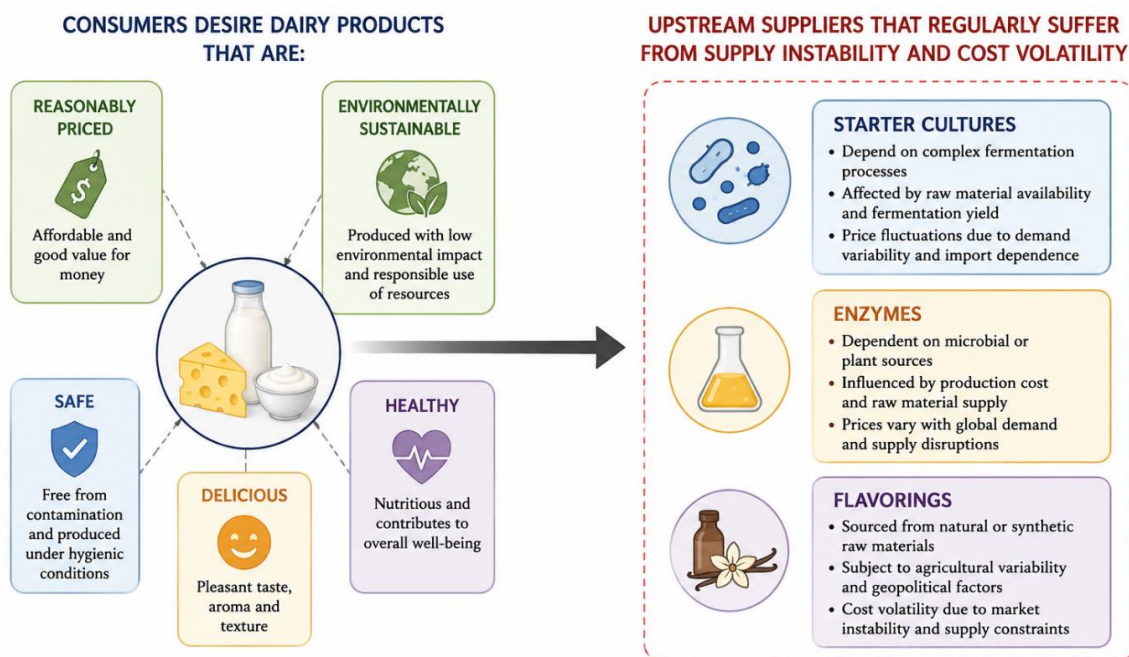 CONSUMERS DESIRE DAIRY PRODUCTS
THAT ARE:
REASONABLY
PRICED
$
Affordable and
good value for
money
ENVIRONMENTALLY
SUSTAINABLE
Produced with low
environmental impact
and responsible use
of resources
SAFE
Free from
contamination
and produced
under hygienic
conditions
DELICIOUS
Pleasant taste,
aroma and
texture
HEALTHY
Nutritious and
contributes to
overall well-being
UPSTREAM SUPPLIERS THAT REGULARLY SUFFER
FROM SUPPLY INSTABILITY AND COST VOLATILITY
STARTER CULTURES
• Depend on complex fermentation
processes
• Affected by raw material availability
and fermentation yield
• Price fluctuations due to demand
variability and import dependence
ENZYMES
• Dependent on microbial or
plant sources
• Influenced by production cost
and raw material supply
• Prices vary with global demand
and supply disruptions
FLAVORINGS
• Sourced from natural or synthetic
raw materials
• Subject to agricultural variability
and geopolitical factors
• Cost volatility due to market
instability and supply constraints